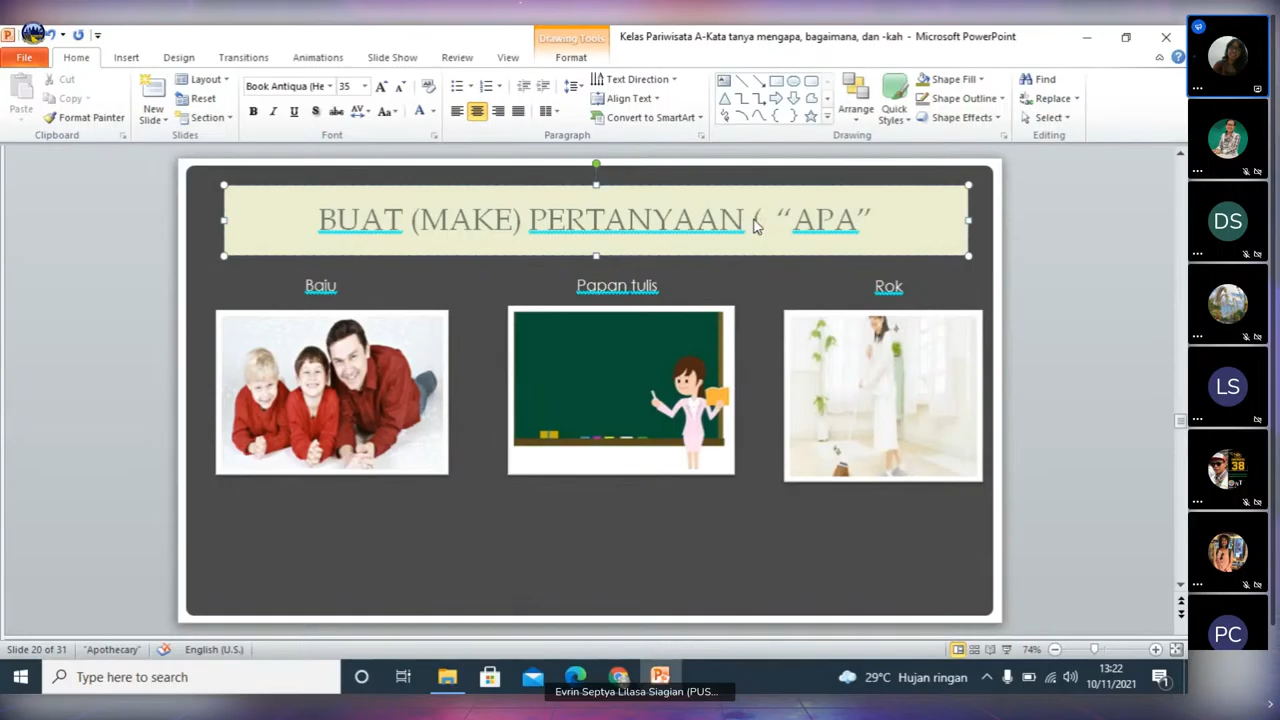 Drawing Tools
Kelas Pariwisata A-Kata tanya mengapa, bagaimana, dan -kah - Microsoft PowerPoint
File Home Insert Design Transitions Animations Slide Show Review View Format
Paste
Cut
Copy
Format Painter
Clipboard
New Slide
Layout
Reset
Section
Slides
Book Antiqua (He 35
B I U S abc AV Aa A
Font
Text Direction
Align Text
Convert to SmartArt
Paragraph
Arrange
Quick Styles
Shape Fill
Shape Outline
Shape Effects
Drawing
Find
Replace
Select
Editing
BUAT (MAKE) PERTANYAAN ( “APA”
Baju Papan tulis Rok
DS
LS
38
PC
Slide 20 of 31 "Apothecary" English (U.S.) 74%
Type here to search
29°C Hujan ringan
13:22
10/11/2021
1
Evrin Septya Lilasa Siagian (PUS...